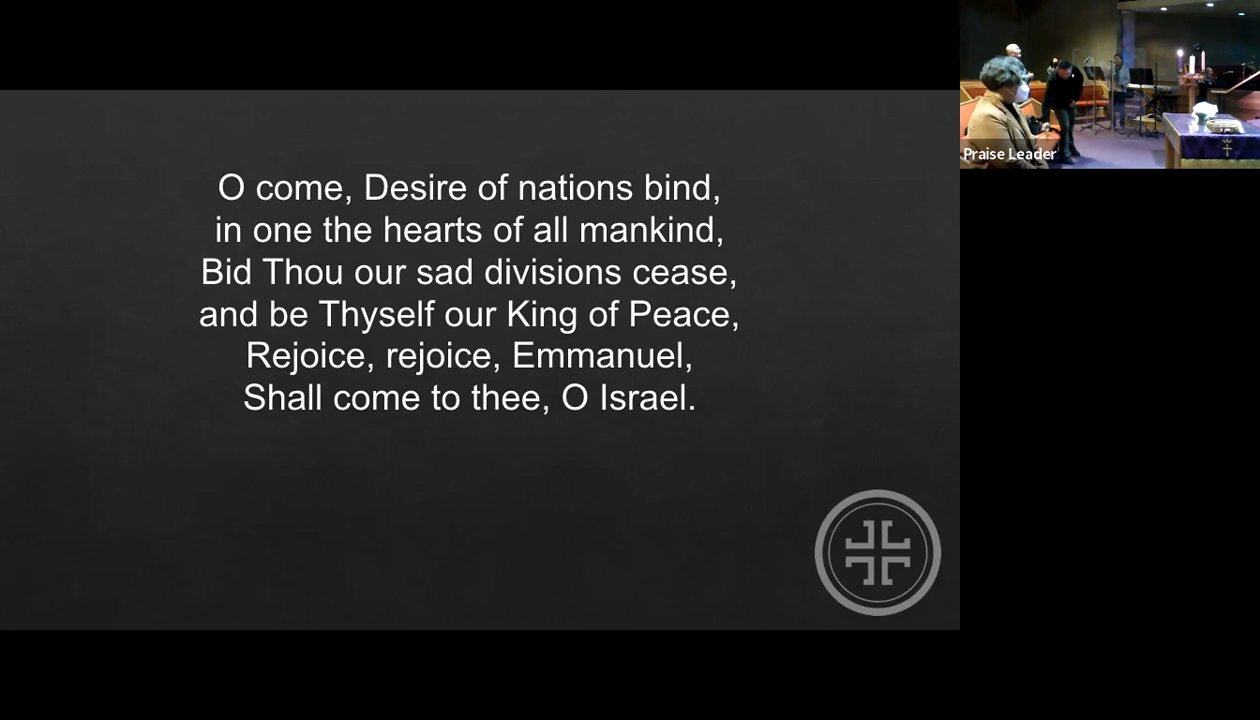 O come, Desire of nations bind,
in one the hearts of all mankind,
Bid Thou our sad divisions cease,
and be Thyself our King of Peace,
Rejoice, rejoice, Emmanuel,
Shall come to thee, O Israel.
Praise Leader